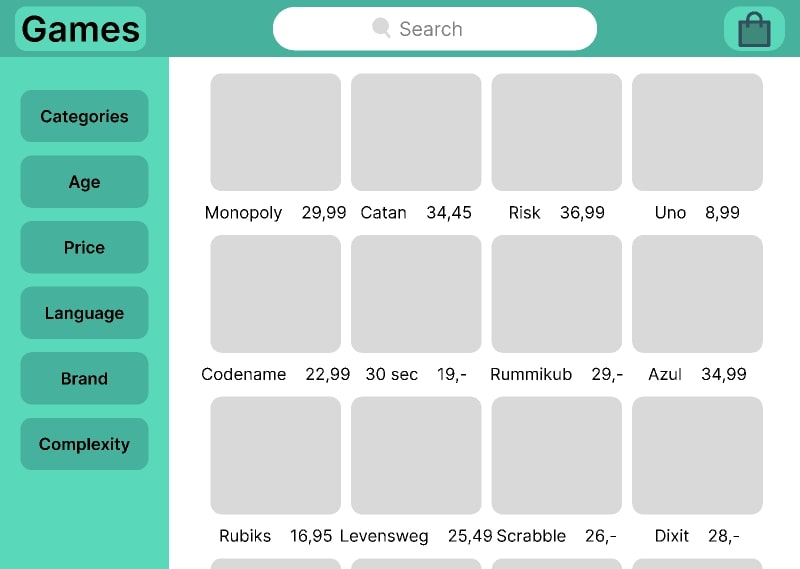 Games
Search
Categories
Age
Price
Language
Brand
Complexity
Monopoly 29,99 Catan 34,45 Risk 36,99 Uno 8,99
Codename 22,99 30 sec 19,- Rummikub 29,- Azul 34,99
Rubiks 16,95 Levensweg 25,49 Scrabble 26,- Dixit 28,-